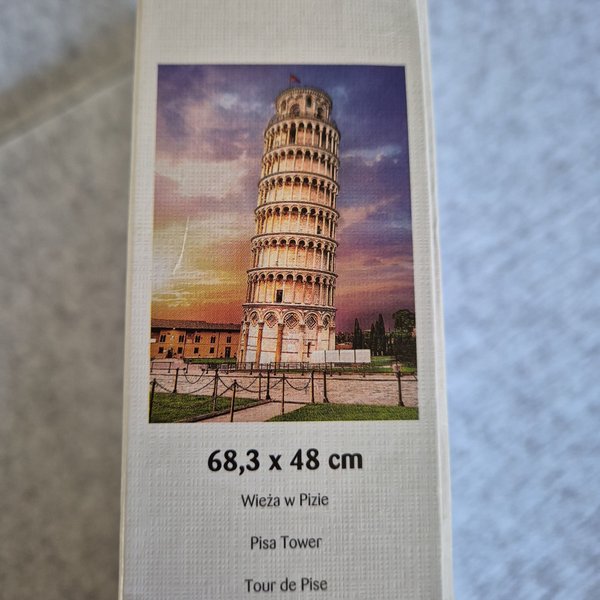 68,3 x 48 cm
Wieża w Pizie
Pisa Tower
Tour de Pise